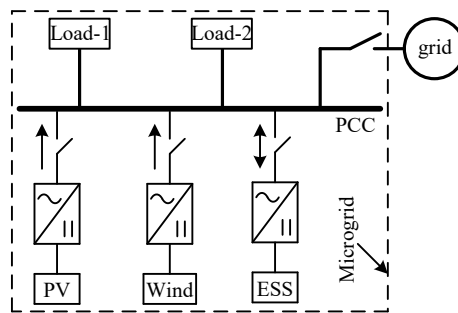 Load-1
Load-2
grid
PCC
PV
Wind
ESS
Microgrid